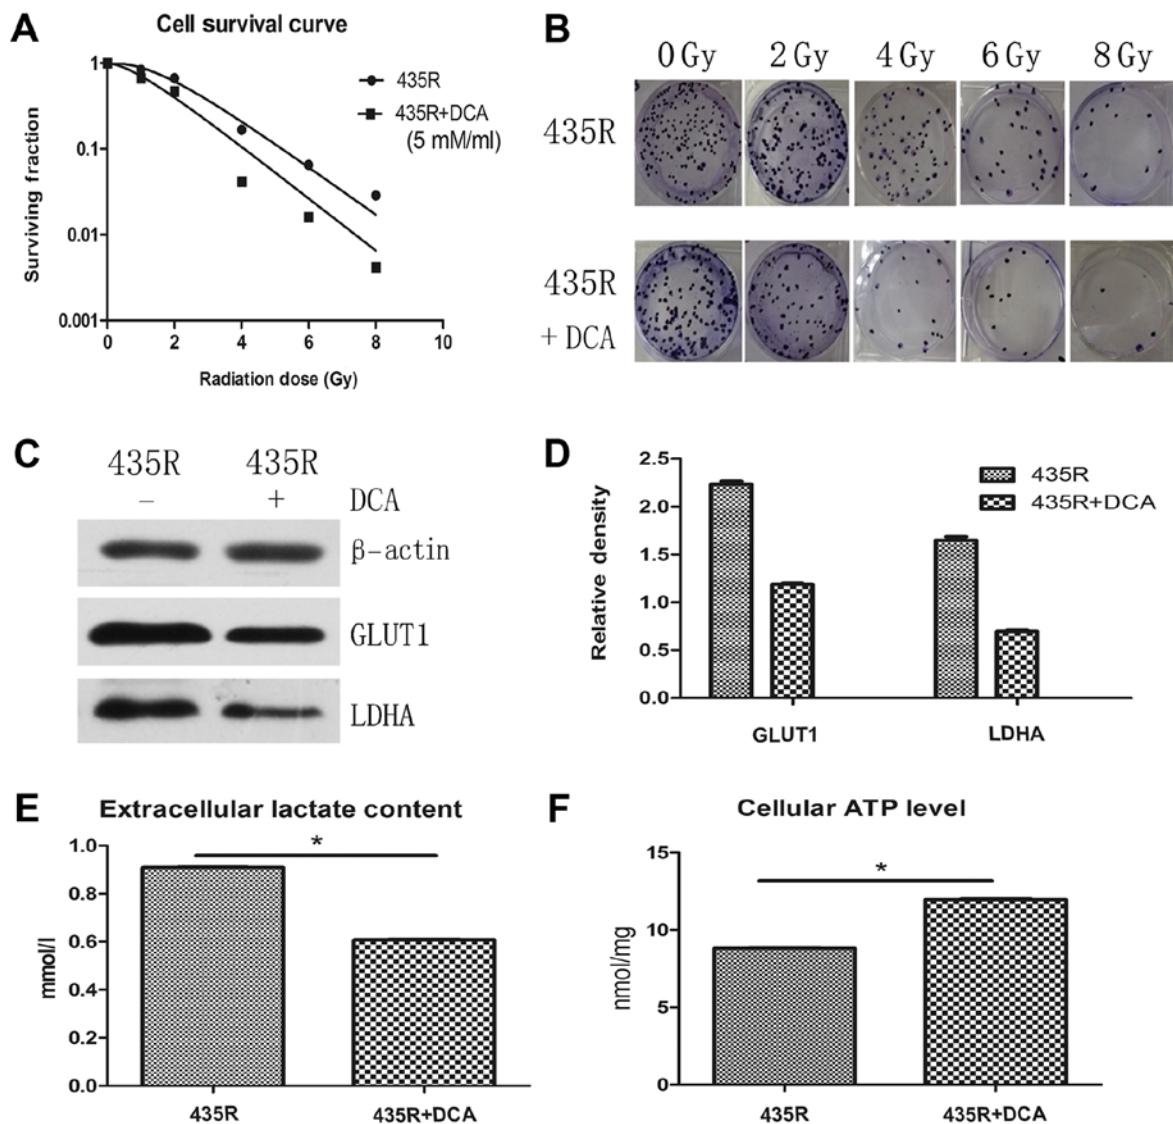 A
Cell survival curve
Surviving fraction
1
0.1
0.01
0.001
0
2
4
6
8
10
Radiation dose (Gy)
435R
435R+DCA
(5 mM/ml)
B
0 Gy
2 Gy
4 Gy
6 Gy
8 Gy
435R
435R
+ DCA
C
435R
435R
−
+
DCA
β-actin
GLUT1
LDHA
D
Relative density
2.5
2.0
1.5
1.0
0.5
0.0
GLUT1
LDHA
435R
435R+DCA
E
Extracellular lactate content
mmol/l
1.0
0.8
0.6
0.4
0.2
0.0
*
435R
435R+DCA
F
Cellular ATP level
nmol/mg
15
10
5
0
*
435R
435R+DCA